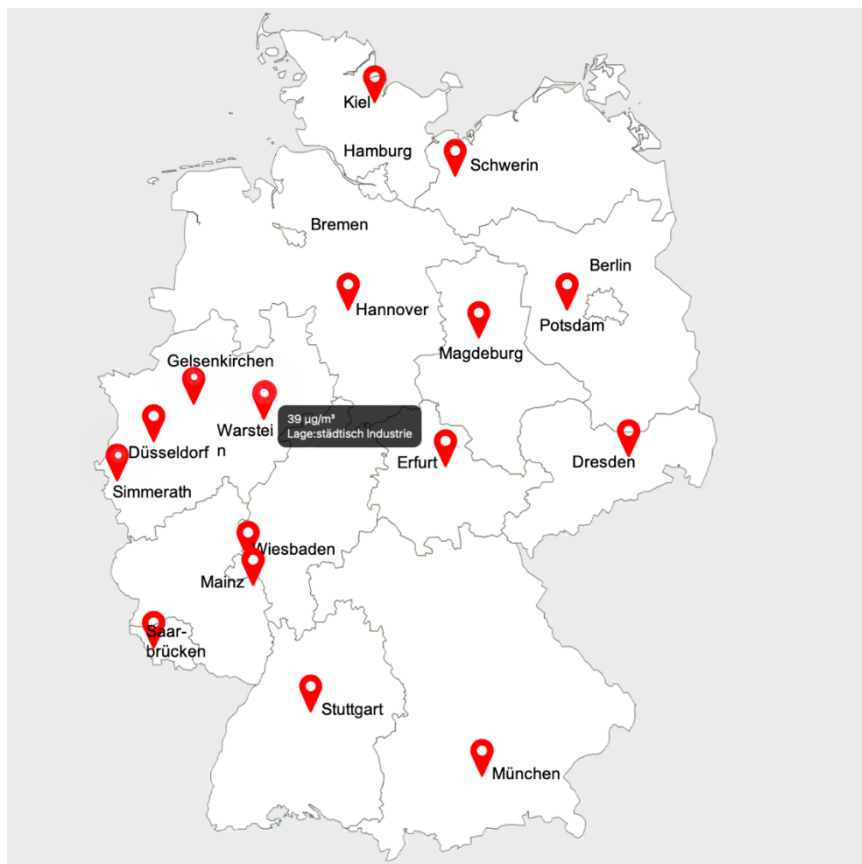 Kiel
Hamburg
Schwerin
Bremen
Berlin
Hannover
Potsdam
Magdeburg
Gelsenkirchen
39 µg/m³
Lage:städtisch Industrie
Warstei
n
Düsseldorf
Erfurt
Dresden
Simmerath
Wiesbaden
Mainz
Saar-
brücken
Stuttgart
München